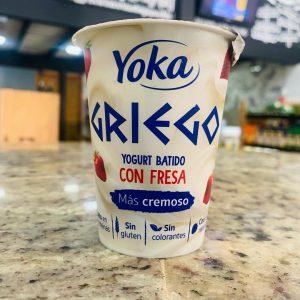 Yoka
GRIEGO
YOGURT BATIDO
CON FRESA
Más cremoso
Sin
gluten
Sin
colorantes